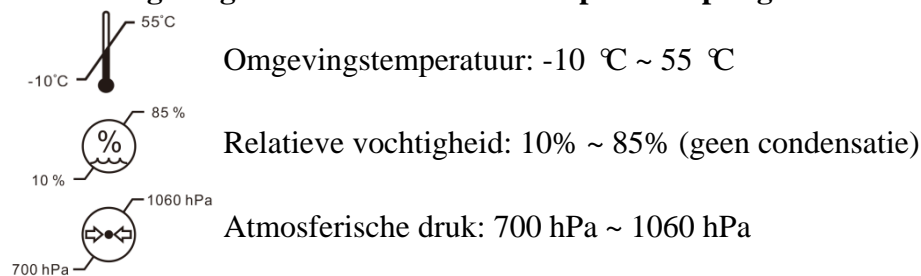 55°C
-10°C
Omgevingstemperatuur: -10 ℃ ~ 55 ℃
85 %
%
10 %
Relatieve vochtigheid: 10% ~ 85% (geen condensatie)
1060 hPa
700 hPa
Atmosferische druk: 700 hPa ~ 1060 hPa